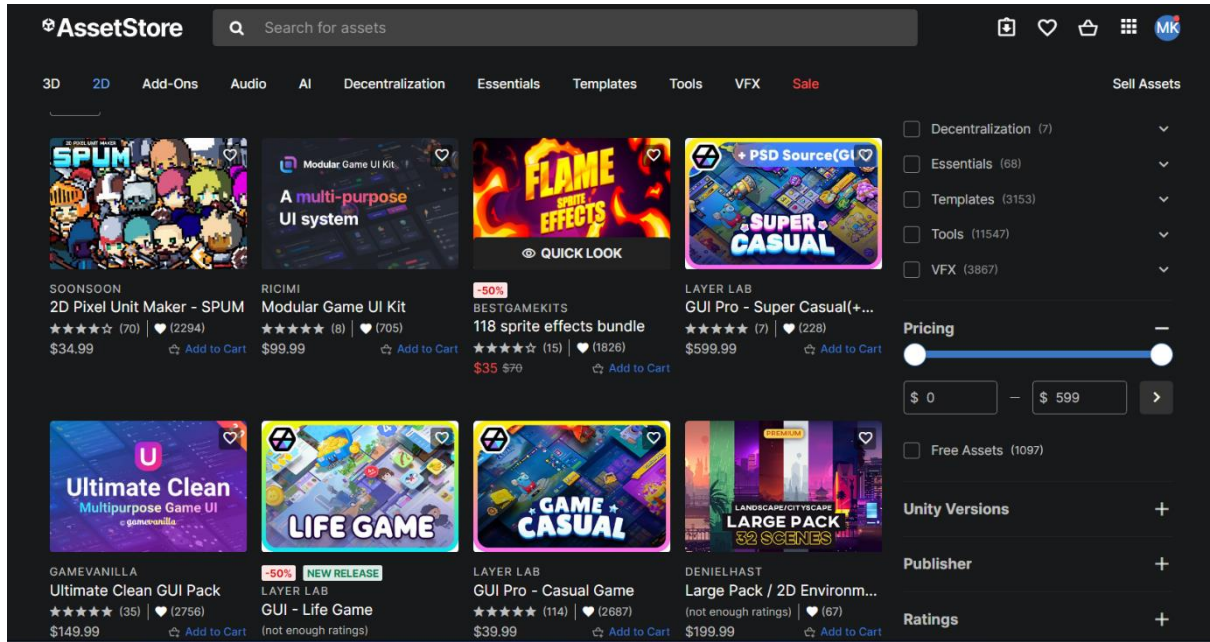 AssetStore
Search for assets
MK
3D 2D Add-Ons Audio AI Decentralization Essentials Templates Tools VFX Sale Sell Assets
2D PIXEL UNIT MAKER
SPUM
SOONSOON
2D Pixel Unit Maker - SPUM
(70) (2294)
$34.99 Add to Cart
Modular Game UI Kit
A multi-purpose
UI system
RICIMI
Modular Game UI Kit
(8) (705)
$99.99 Add to Cart
FLAME
SPRITE
EFFECTS
QUICK LOOK
-50%
BESTGAMEKITS
118 sprite effects bundle
(15) (1826)
$35 $70 Add to Cart
+ PSD Source(GU
SUPER
CASUAL
LAYER LAB
GUI Pro - Super Casual(+...
(7) (228)
$599.99 Add to Cart
U
Ultimate Clean
Multipurpose Game UI
gamevanilla
GAMEVANILLA
Ultimate Clean GUI Pack
(35) (2756)
$149.99 Add to Cart
LIFE GAME
-50% NEW RELEASE
LAYER LAB
GUI - Life Game
(not enough ratings)
GAME
CASUAL
LAYER LAB
GUI Pro - Casual Game
(114) (2687)
$39.99 Add to Cart
PREMIUM
LANDSCAPE/CITYSCAPE
LARGE PACK
32 SCENES
DENIELHAST
Large Pack / 2D Environm...
(not enough ratings) (67)
$199.99 Add to Cart
Decentralization (7)
Essentials (68)
Templates (3153)
Tools (11547)
VFX (3867)
Pricing
$ 0 — $ 599
Free Assets (1097)
Unity Versions
Publisher
Ratings